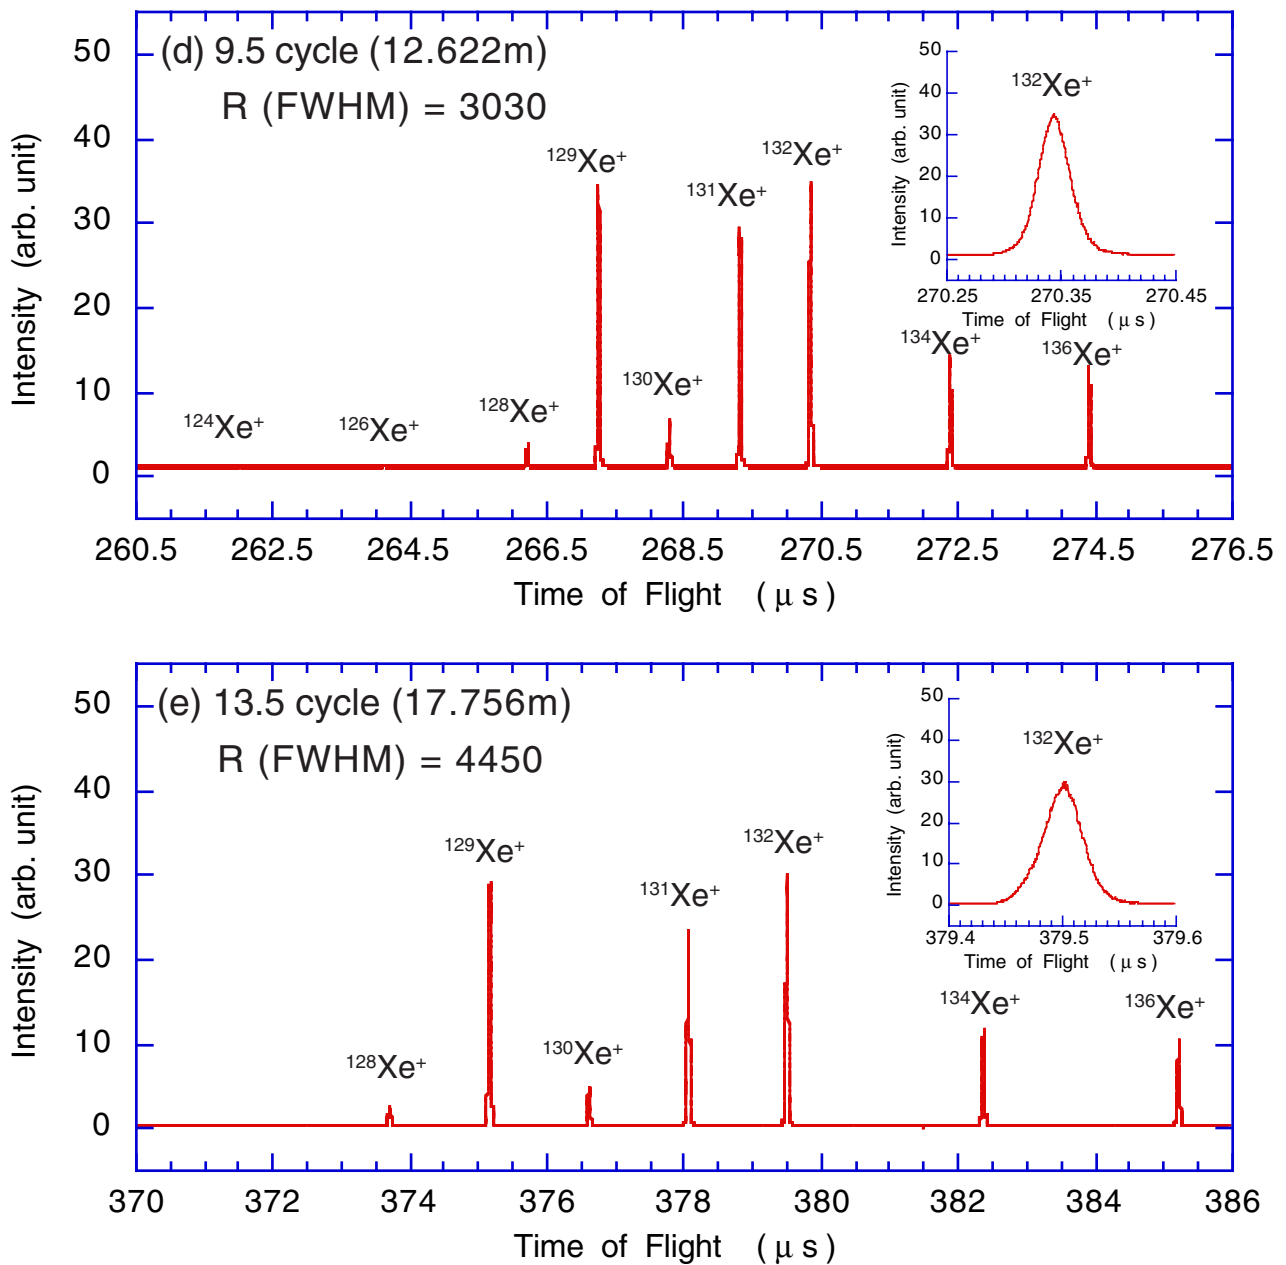 (d) 9.5 cycle (12.622m)
R (FWHM) = 3030
Intensity (arb. unit)
50
40
30
20
10
0
¹²⁴Xe⁺
¹²⁶Xe⁺
¹²⁸Xe⁺
¹²⁹Xe⁺
¹³⁰Xe⁺
¹³¹Xe⁺
¹³²Xe⁺
¹³⁴Xe⁺
¹³⁶Xe⁺
50
40
30
20
10
0
Intensity (arb. unit)
¹³²Xe⁺
270.25 270.35 270.45
Time of Flight (μ s)
260.5 262.5 264.5 266.5 268.5 270.5 272.5 274.5 276.5
Time of Flight (μ s)
(e) 13.5 cycle (17.756m)
R (FWHM) = 4450
Intensity (arb. unit)
50
40
30
20
10
0
¹²⁸Xe⁺
¹²⁹Xe⁺
¹³⁰Xe⁺
¹³¹Xe⁺
¹³²Xe⁺
¹³⁴Xe⁺
¹³⁶Xe⁺
50
40
30
20
10
0
Intensity (arb. unit)
¹³²Xe⁺
379.4 379.5 379.6
Time of Flight (μ s)
370 372 374 376 378 380 382 384 386
Time of Flight (μ s)